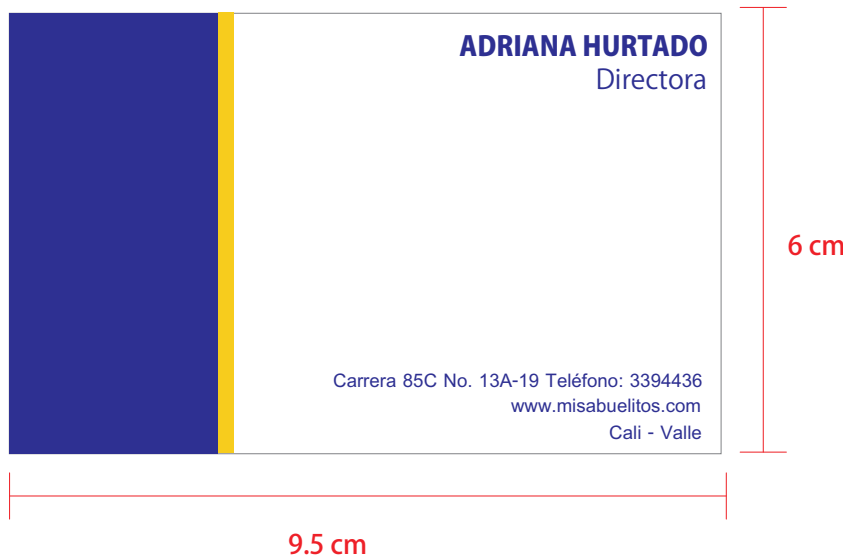 ADRIANA HURTADO
Directora
6 cm
Carrera 85C No. 13A-19 Teléfono: 3394436
www.misabuelitos.com
Cali - Valle
9.5 cm